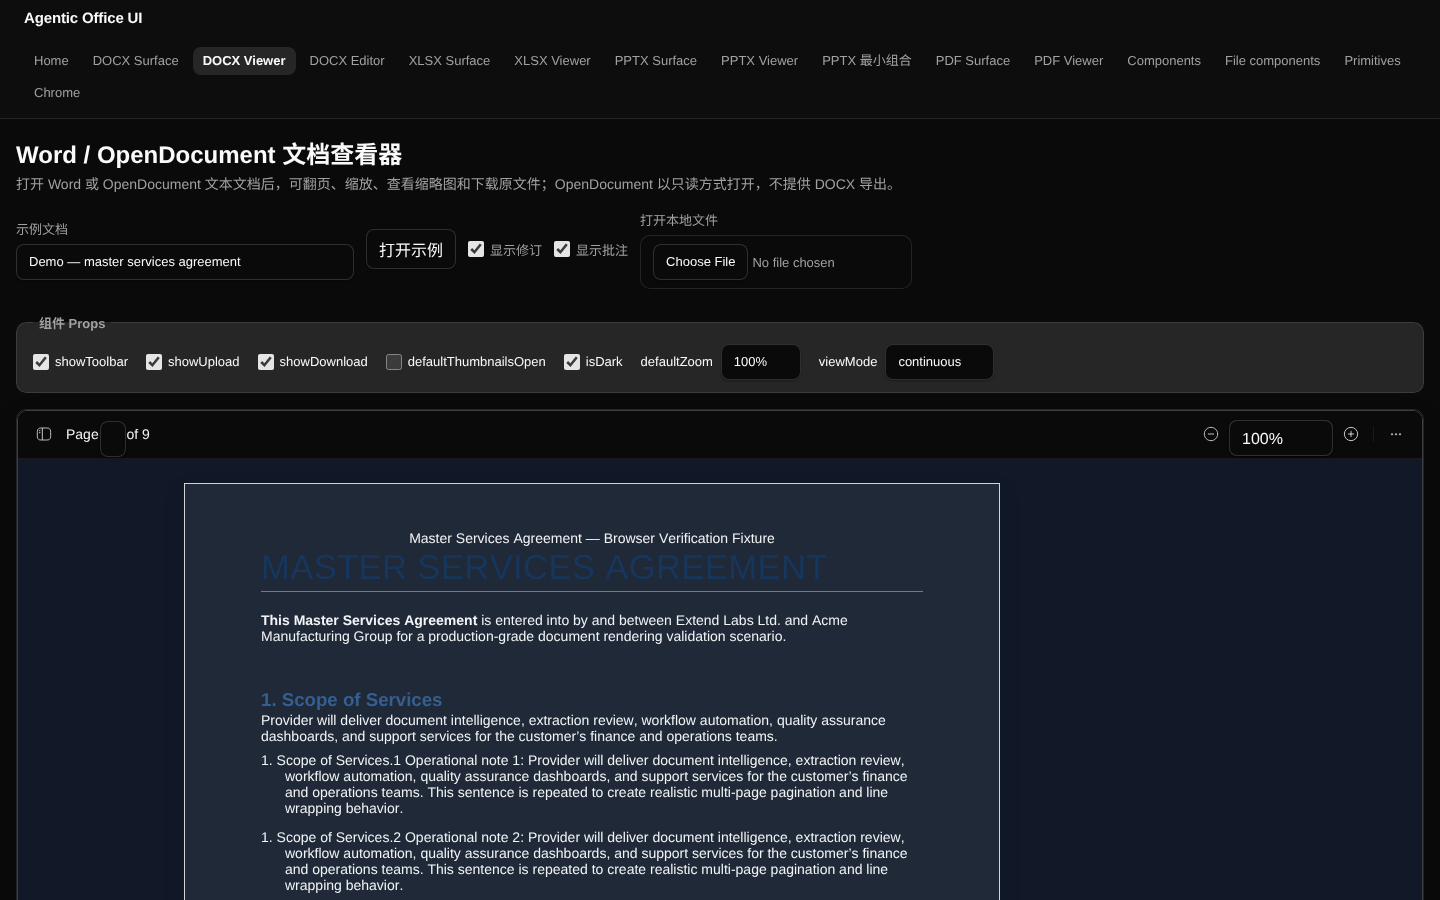 Agentic Office UI
Home DOCX Surface DOCX Viewer DOCX Editor XLSX Surface XLSX Viewer PPTX Surface PPTX Viewer PPTX 最小组合 PDF Surface PDF Viewer Components File components Primitives
Chrome
Word / OpenDocument 文档查看器
打开 Word 或 OpenDocument 文本文档后，可翻页、缩放、查看缩略图和下载原文件；OpenDocument 以只读方式打开，不提供 DOCX 导出。
示例文档
Demo — master services agreement
打开示例
显示修订
显示批注
打开本地文件
Choose File No file chosen
组件 Props
showToolbar showUpload showDownload defaultThumbnailsOpen isDark defaultZoom 100% viewMode continuous
Page of 9
100%
Master Services Agreement — Browser Verification Fixture
MASTER SERVICES AGREEMENT
This Master Services Agreement is entered into by and between Extend Labs Ltd. and Acme
Manufacturing Group for a production-grade document rendering validation scenario.
1. Scope of Services
Provider will deliver document intelligence, extraction review, workflow automation, quality assurance
dashboards, and support services for the customer’s finance and operations teams.
1. Scope of Services.1 Operational note 1: Provider will deliver document intelligence, extraction review,
workflow automation, quality assurance dashboards, and support services for the customer’s finance
and operations teams. This sentence is repeated to create realistic multi-page pagination and line
wrapping behavior.
1. Scope of Services.2 Operational note 2: Provider will deliver document intelligence, extraction review,
workflow automation, quality assurance dashboards, and support services for the customer’s finance
and operations teams. This sentence is repeated to create realistic multi-page pagination and line
wrapping behavior.